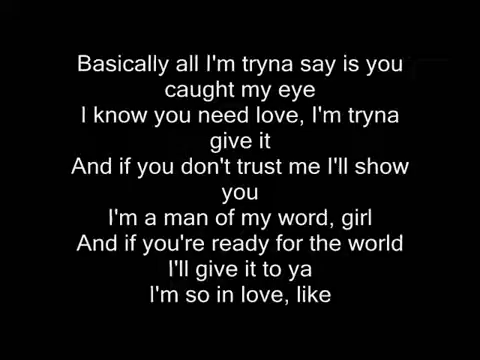 Basically all I'm tryna say is you
caught my eye
I know you need love, I'm tryna
give it
And if you don't trust me I'll show
you
I'm a man of my word, girl
And if you're ready for the world
I'll give it to ya
I'm so in love, like